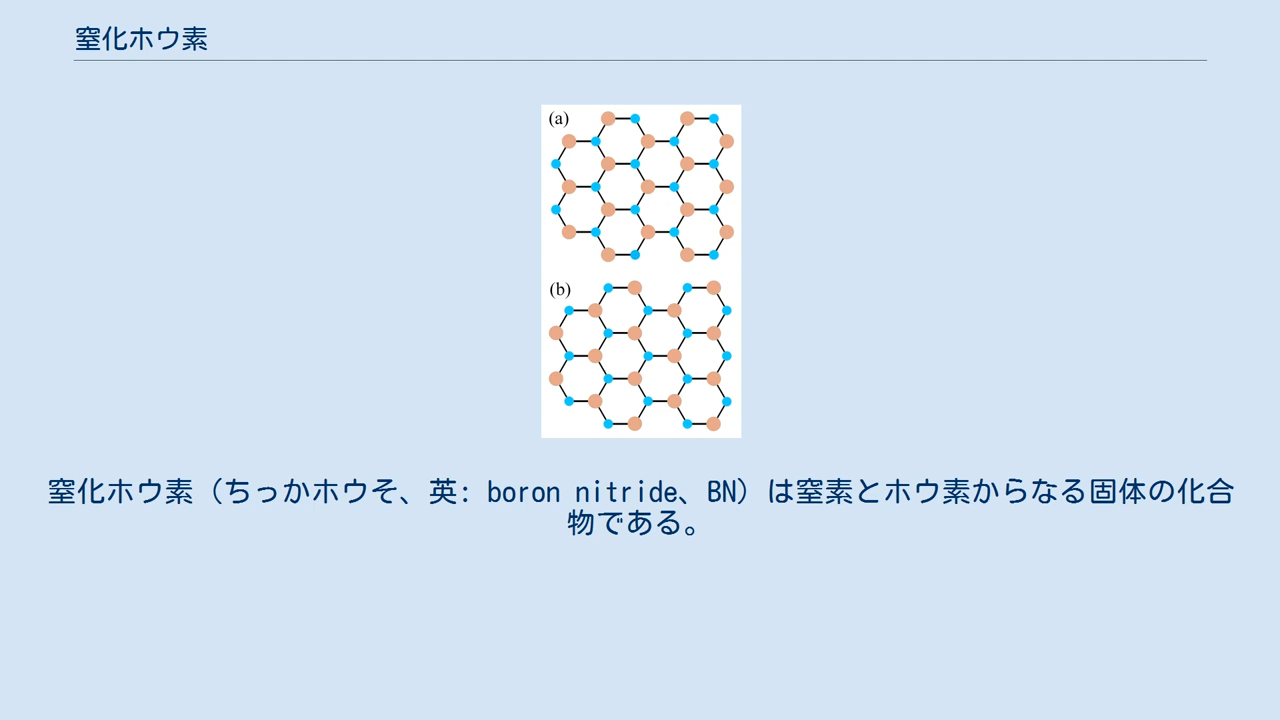 窒化ホウ素
(a)
(b)
窒化ホウ素（ちっかホウそ、英: boron nitride、BN）は窒素とホウ素からなる固体の化合
物である。